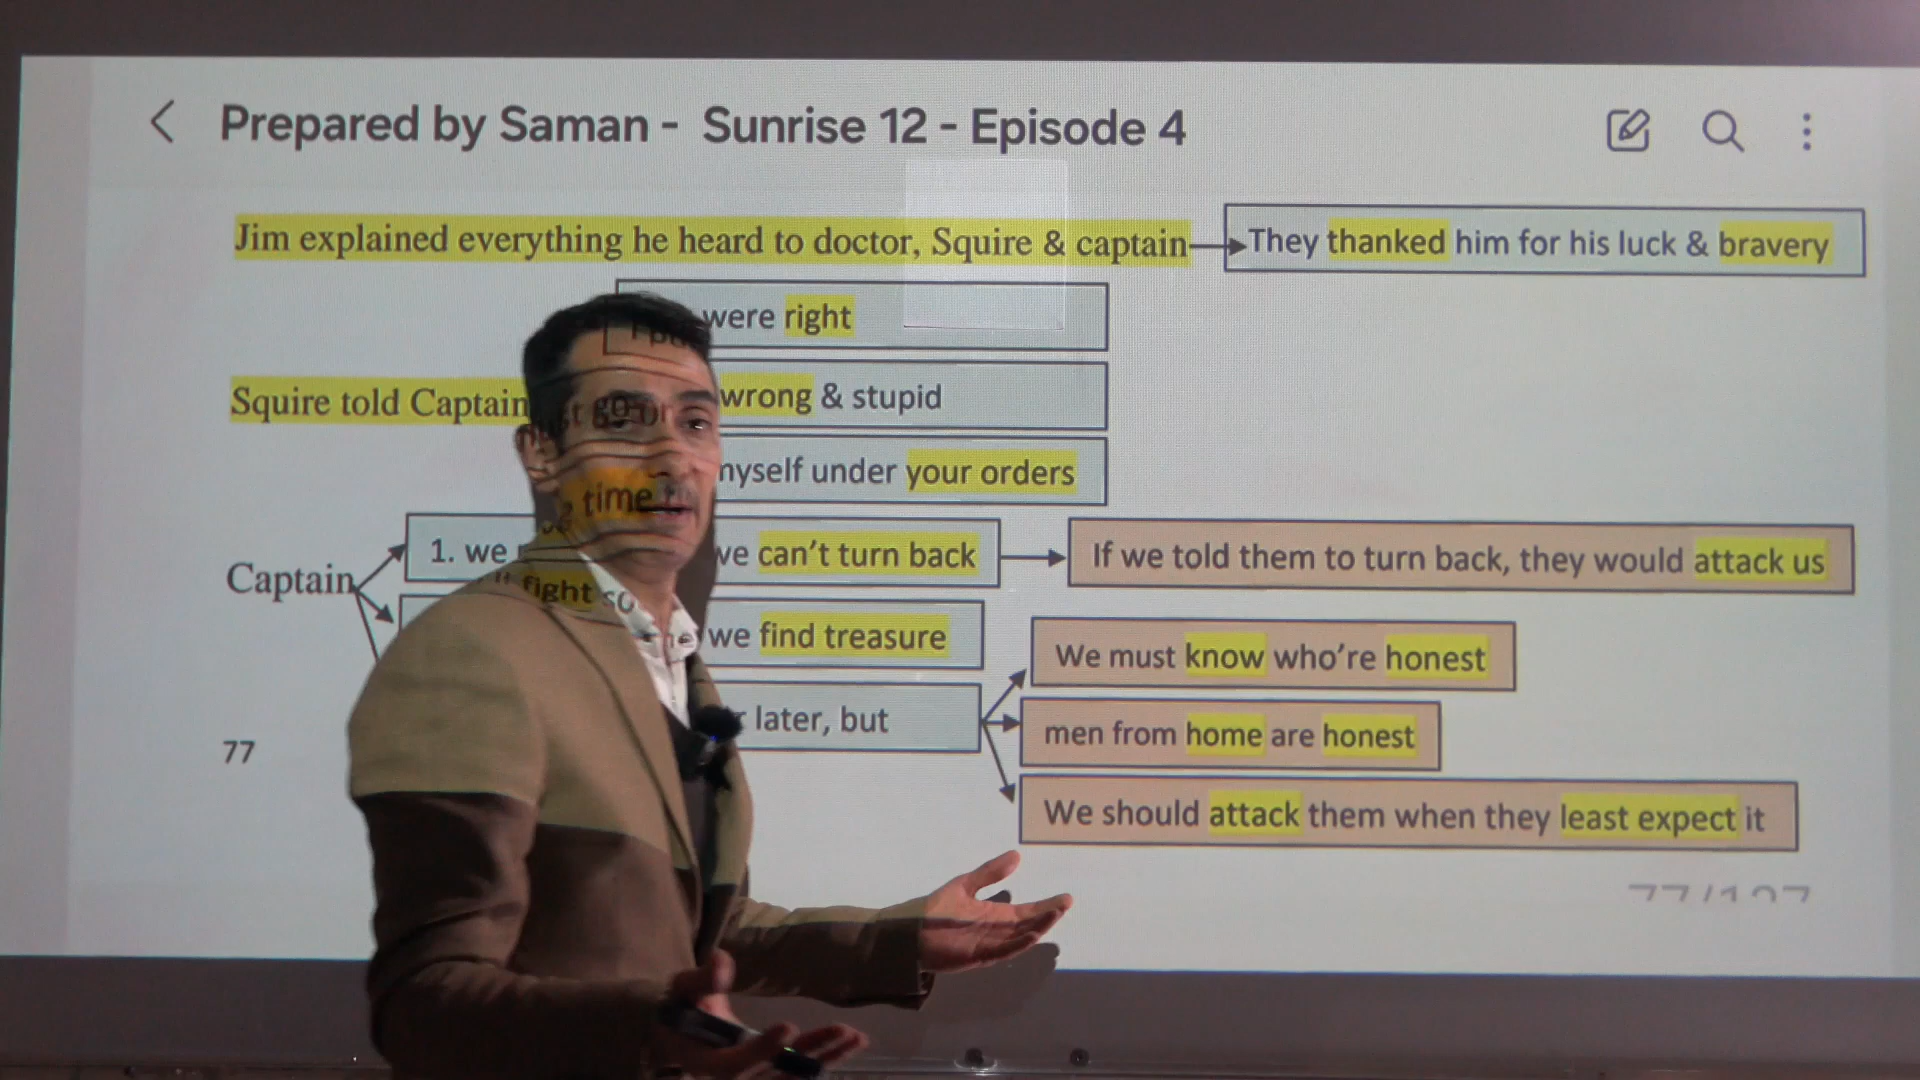 Prepared by Saman - Sunrise 12 - Episode 4
Jim explained everything he heard to doctor, Squire & captain
They thanked him for his luck & bravery
were right
Squire told Captain
wrong & stupid
myself under your orders
time
Captain
1. we
we can't turn back
If we told them to turn back, they would attack us
fight so
we find treasure
We must know who're honest
later, but
men from home are honest
We should attack them when they least expect it
77